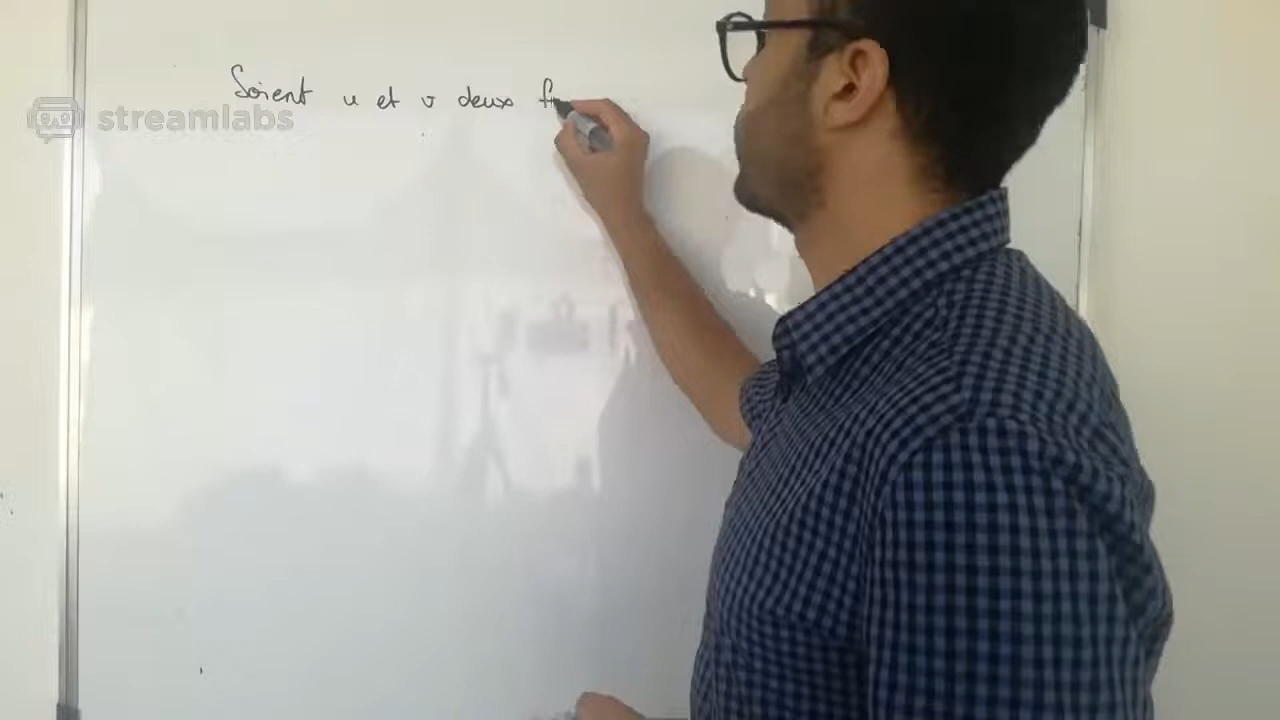 Soient u et v deux f
streamlabs